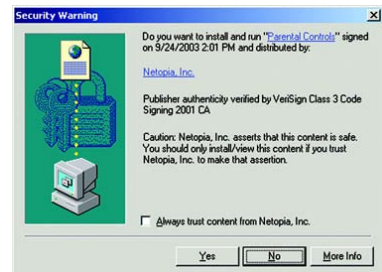 Security Warning
Do you want to install and run "Parental Controls" signed
on 9/24/2003 2:01 PM and distributed by:
Netopia, Inc.
Publisher authenticity verified by VeriSign Class 3 Code
Signing 2001 CA
Caution: Netopia, Inc. asserts that this content is safe.
You should only install/view this content if you trust
Netopia, Inc. to make that assertion.
Always trust content from Netopia, Inc.
Yes No More Info